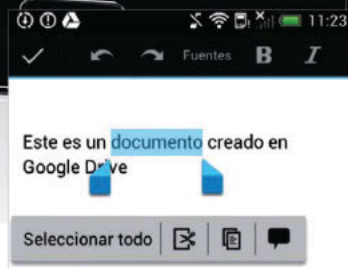 11:23
Fuentes B I
Este es un documento creado en
Google Drive
Seleccionar todo